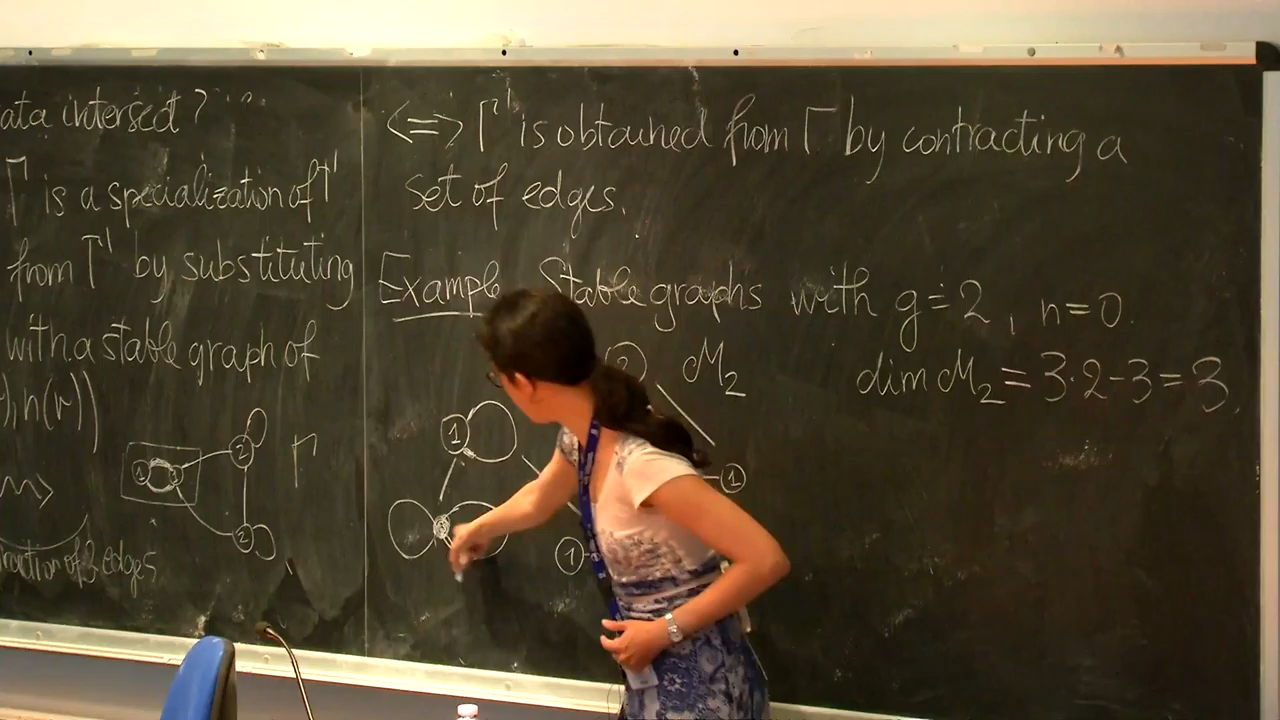 ata intersect?
Γ is a specialization of Γ'
from Γ' by substituting
with a stable graph of
), n(v))
1
2
2
Γ
of 3 edges
<=> Γ' is obtained from Γ by contracting a
set of edges.
Example Stable graphs with g=2, n=0.
2 M₂ dim M₂ = 3·2-3=3.
1
1
0
1